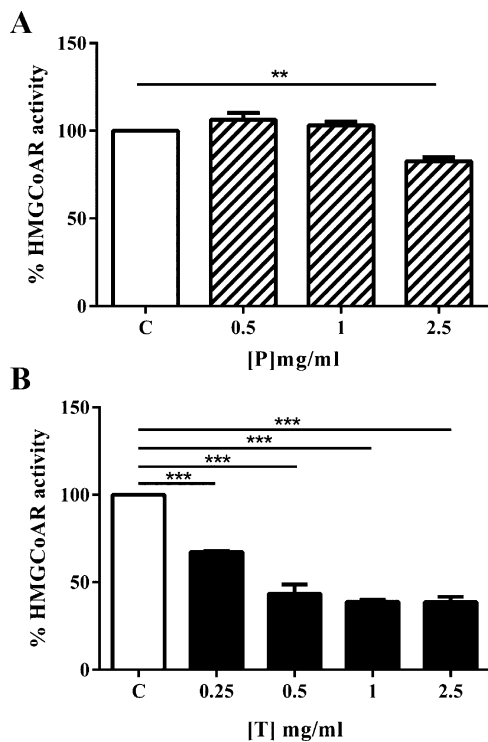 A
150
**
100
50
0
% HMGCoAR activity
C 0.5 1 2.5
[P]mg/ml
B
150
***
***
***
***
100
50
0
% HMGCoAR activity
C 0.25 0.5 1 2.5
[T] mg/ml